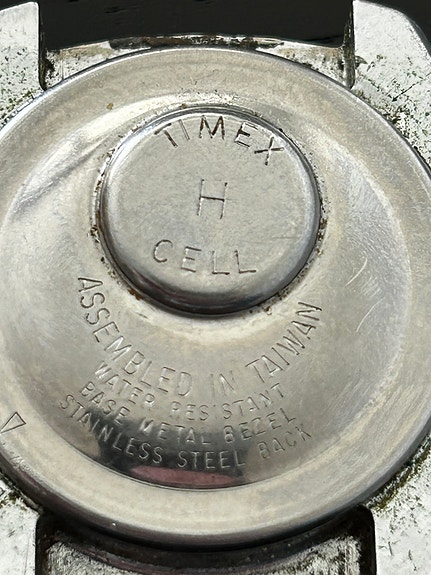 TIMEX
H
CELL
ASSEMBLED IN TAIWAN
WATER RESISTANT
BASE METAL BEZEL
STAINLESS STEEL BACK